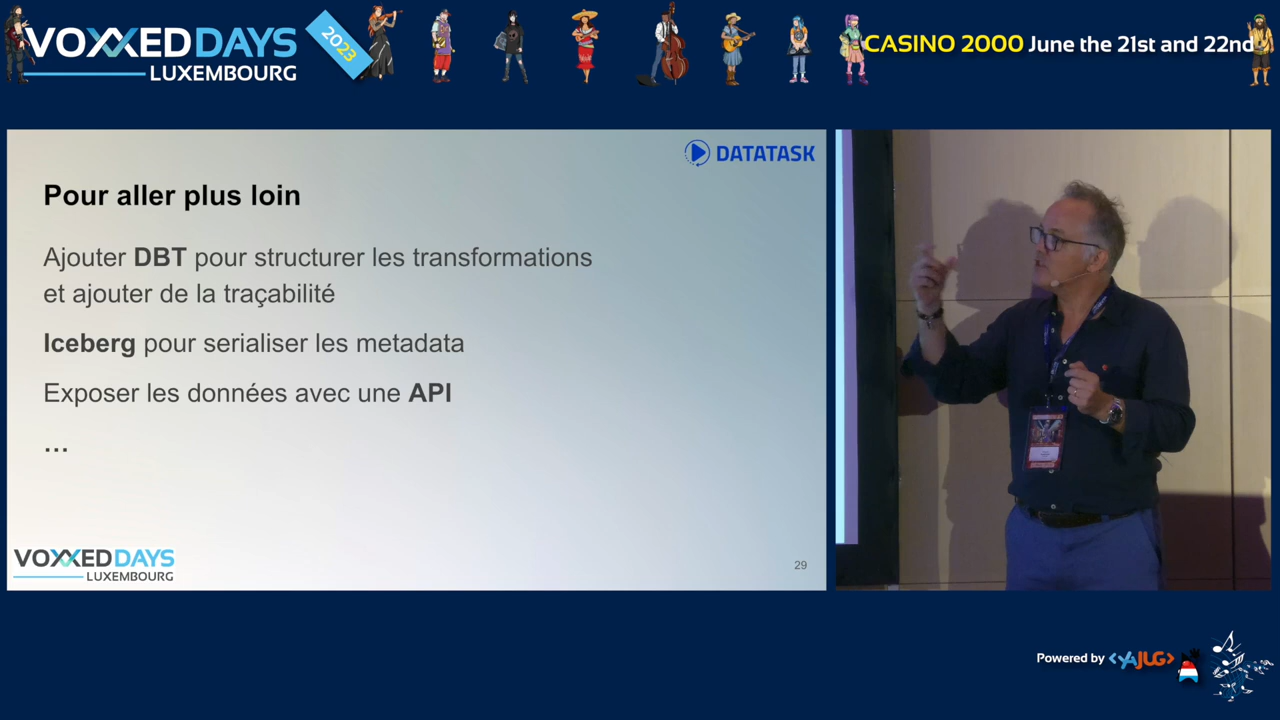 VOXXED DAYS
LUXEMBOURG
2023
CASINO 2000 June the 21st and 22nd
DATATASK
Pour aller plus loin
Ajouter DBT pour structurer les transformations
et ajouter de la traçabilité
Iceberg pour serialiser les metadata
Exposer les données avec une API
...
VOXXED DAYS
LUXEMBOURG
29
Powered by <YAJUG>